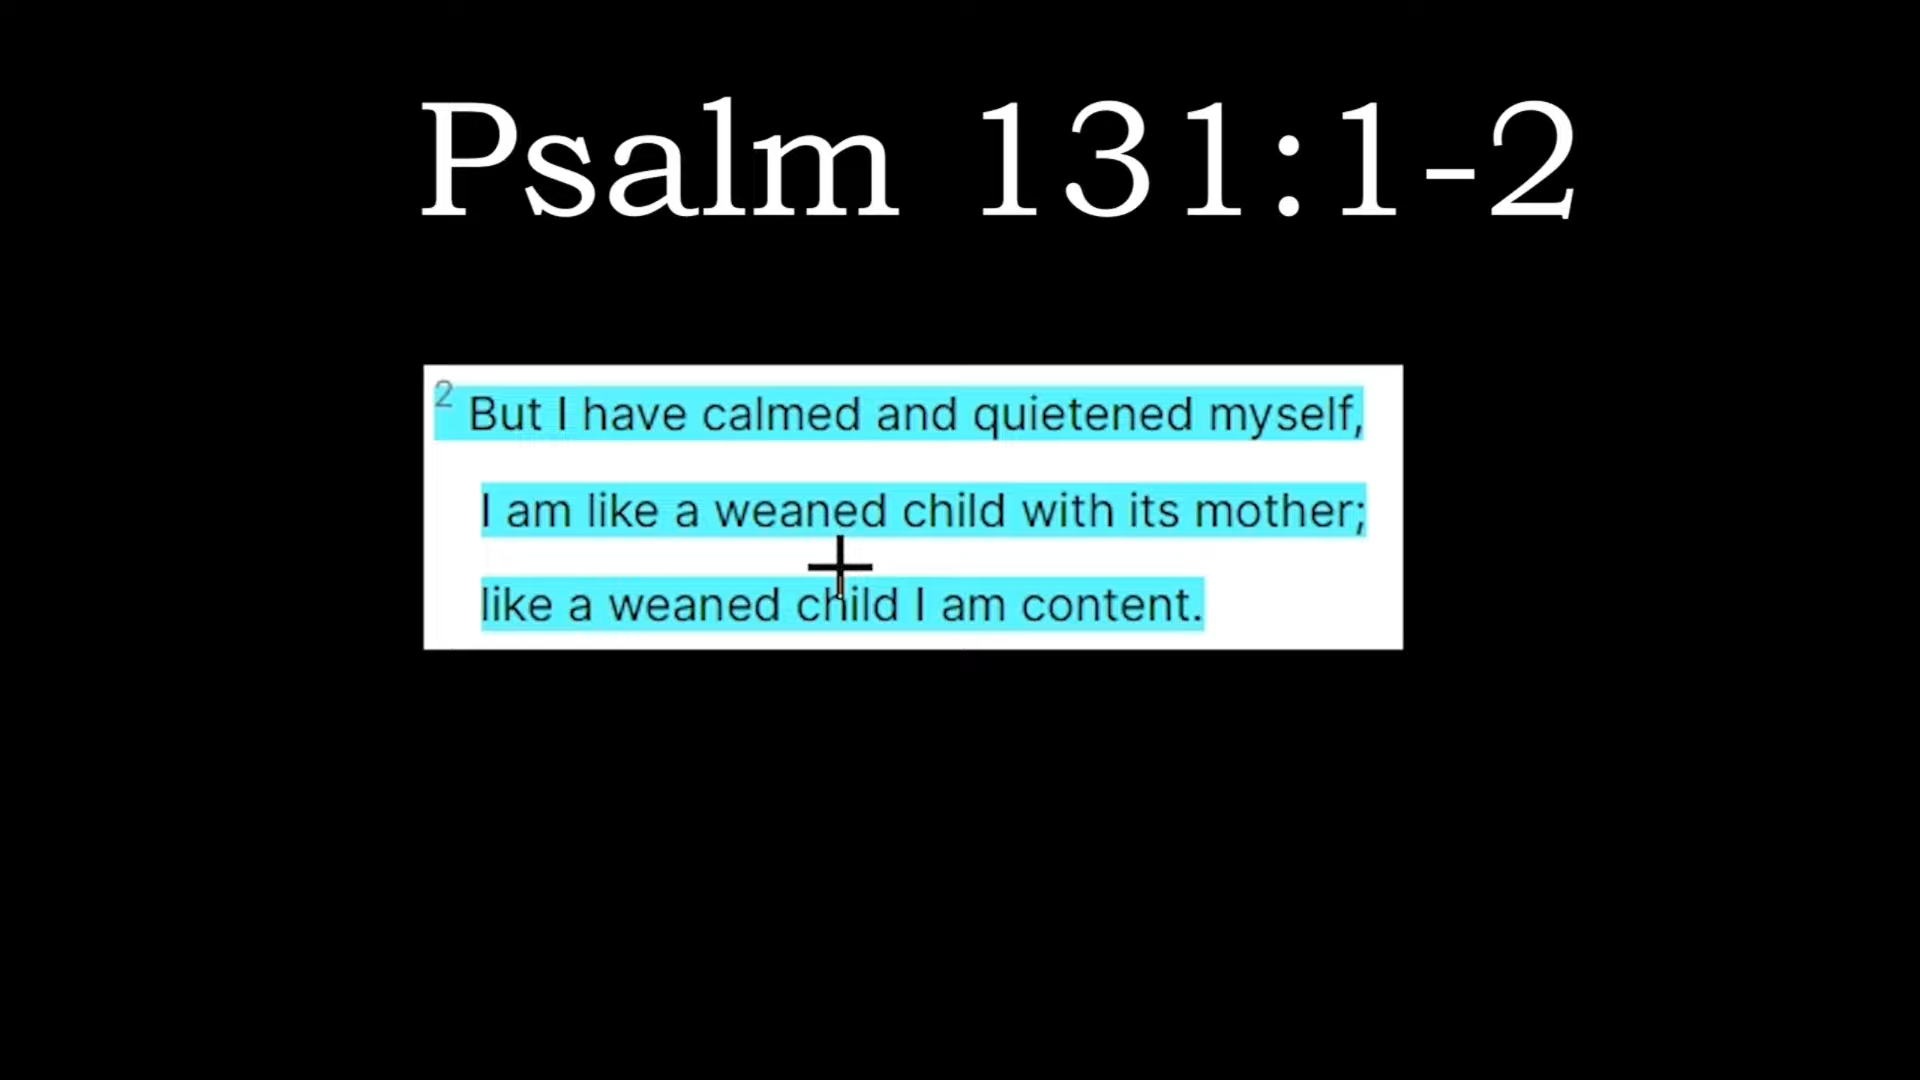 Psalm 131:1-2
2 But I have calmed and quietened myself,
I am like a weaned child with its mother;
like a weaned child I am content.